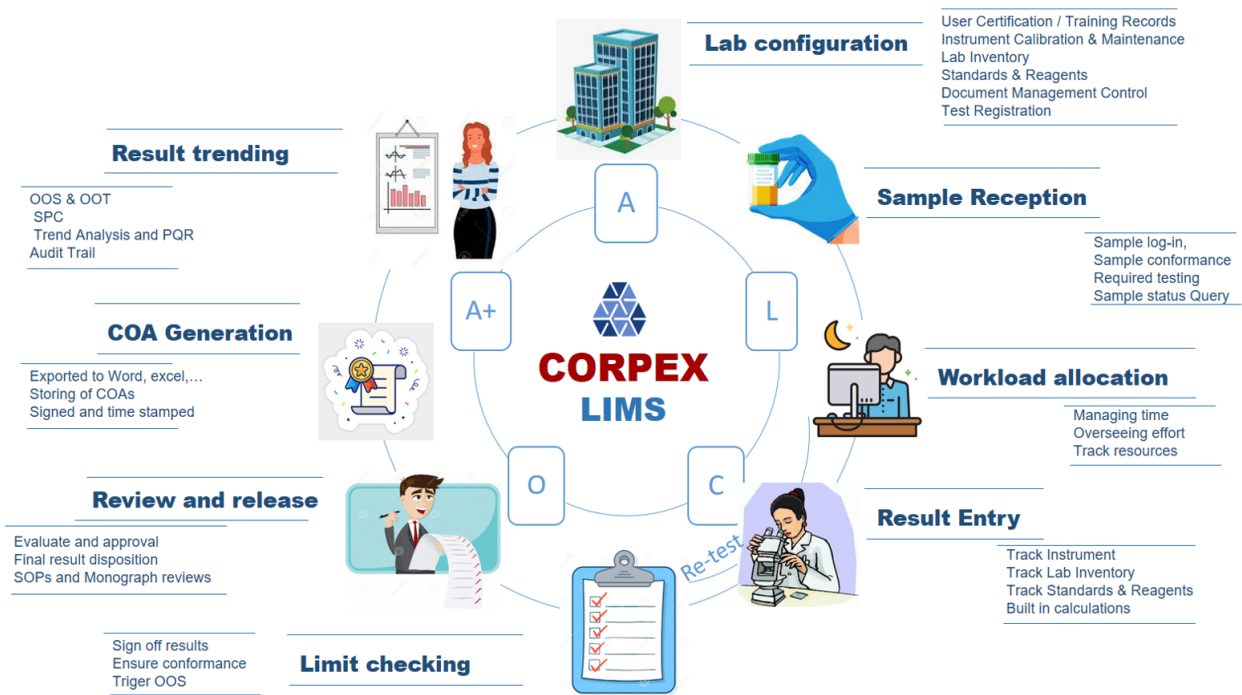 Lab configuration
User Certification / Training Records
Instrument Calibration & Maintenance
Lab Inventory
Standards & Reagents
Document Management Control
Test Registration
Sample Reception
Sample log-in,
Sample conformance
Required testing
Sample status Query
Workload allocation
Managing time
Overseeing effort
Track resources
Result Entry
Track Instrument
Track Lab Inventory
Track Standards & Reagents
Built in calculations
Re-test
Limit checking
Sign off results
Ensure conformance
Triger OOS
Review and release
Evaluate and approval
Final result disposition
SOPs and Monograph reviews
COA Generation
Exported to Word, excel,...
Storing of COAs
Signed and time stamped
Result trending
OOS & OOT
SPC
Trend Analysis and PQR
Audit Trail
A
L
C
O
A+
CORPEX
LIMS